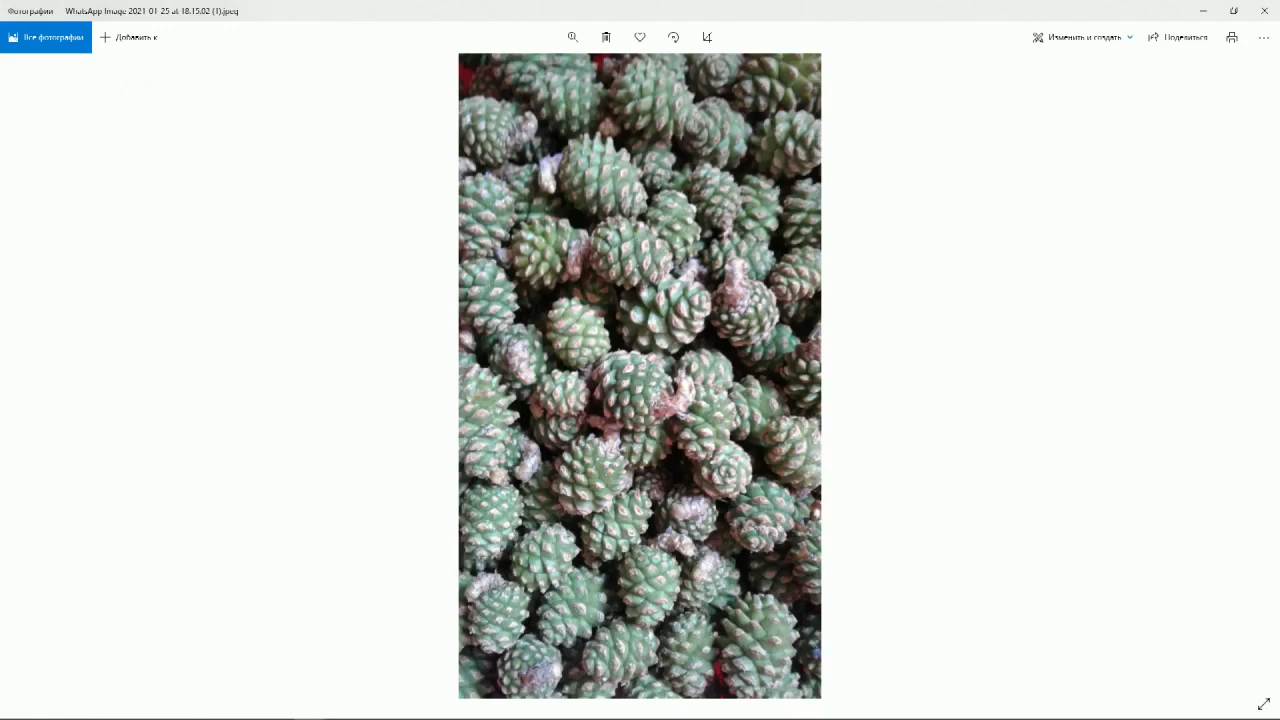 Фотографии WhatsApp Image 2021-01-25 at 18.15.02 (1).jpeg
Все фотографии Добавить к Изменить и создать Поделиться